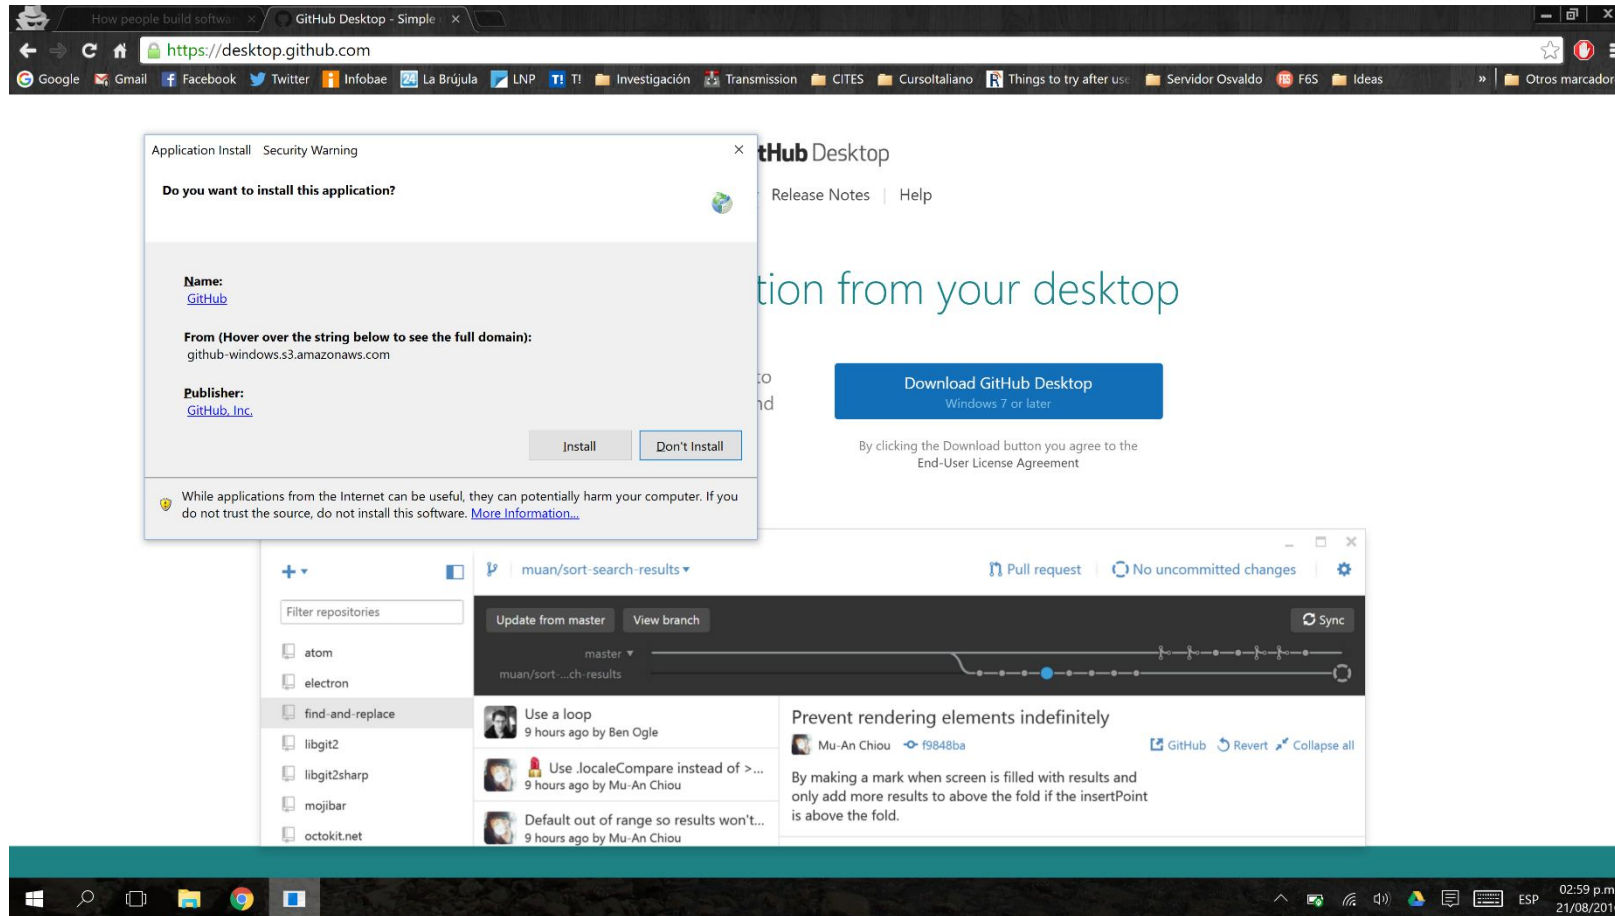 How people build softwar
GitHub Desktop - Simple
https://desktop.github.com
Google Gmail Facebook Twitter Infobae 24 La Brújula LNP T! T! Investigación Transmission CITES CursoItaliano R Things to try after use Servidor Osvaldo F6S F6S Ideas » Otros marcador
Application Install Security Warning
Do you want to install this application?
Name:
GitHub
From (Hover over the string below to see the full domain):
github-windows.s3.amazonaws.com
Publisher:
GitHub, Inc.
Install Don't Install
While applications from the Internet can be useful, they can potentially harm your computer. If you
do not trust the source, do not install this software. More Information...
tHub Desktop
Release Notes Help
tion from your desktop
to
nd
Download GitHub Desktop
Windows 7 or later
By clicking the Download button you agree to the
End-User License Agreement
muan/sort-search-results Pull request No uncommitted changes
Filter repositories
atom
electron
find-and-replace
libgit2
libgit2sharp
mojibar
octokit.net
Update from master View branch Sync
master
muan/sort-...ch-results
Use a loop
9 hours ago by Ben Ogle
Use .localeCompare instead of >...
9 hours ago by Mu-An Chiou
Default out of range so results won't...
9 hours ago by Mu-An Chiou
Prevent rendering elements indefinitely
Mu-An Chiou f9848ba GitHub Revert Collapse all
By making a mark when screen is filled with results and
only add more results to above the fold if the insertPoint
is above the fold.
ESP
02:59 p.m
21/08/201